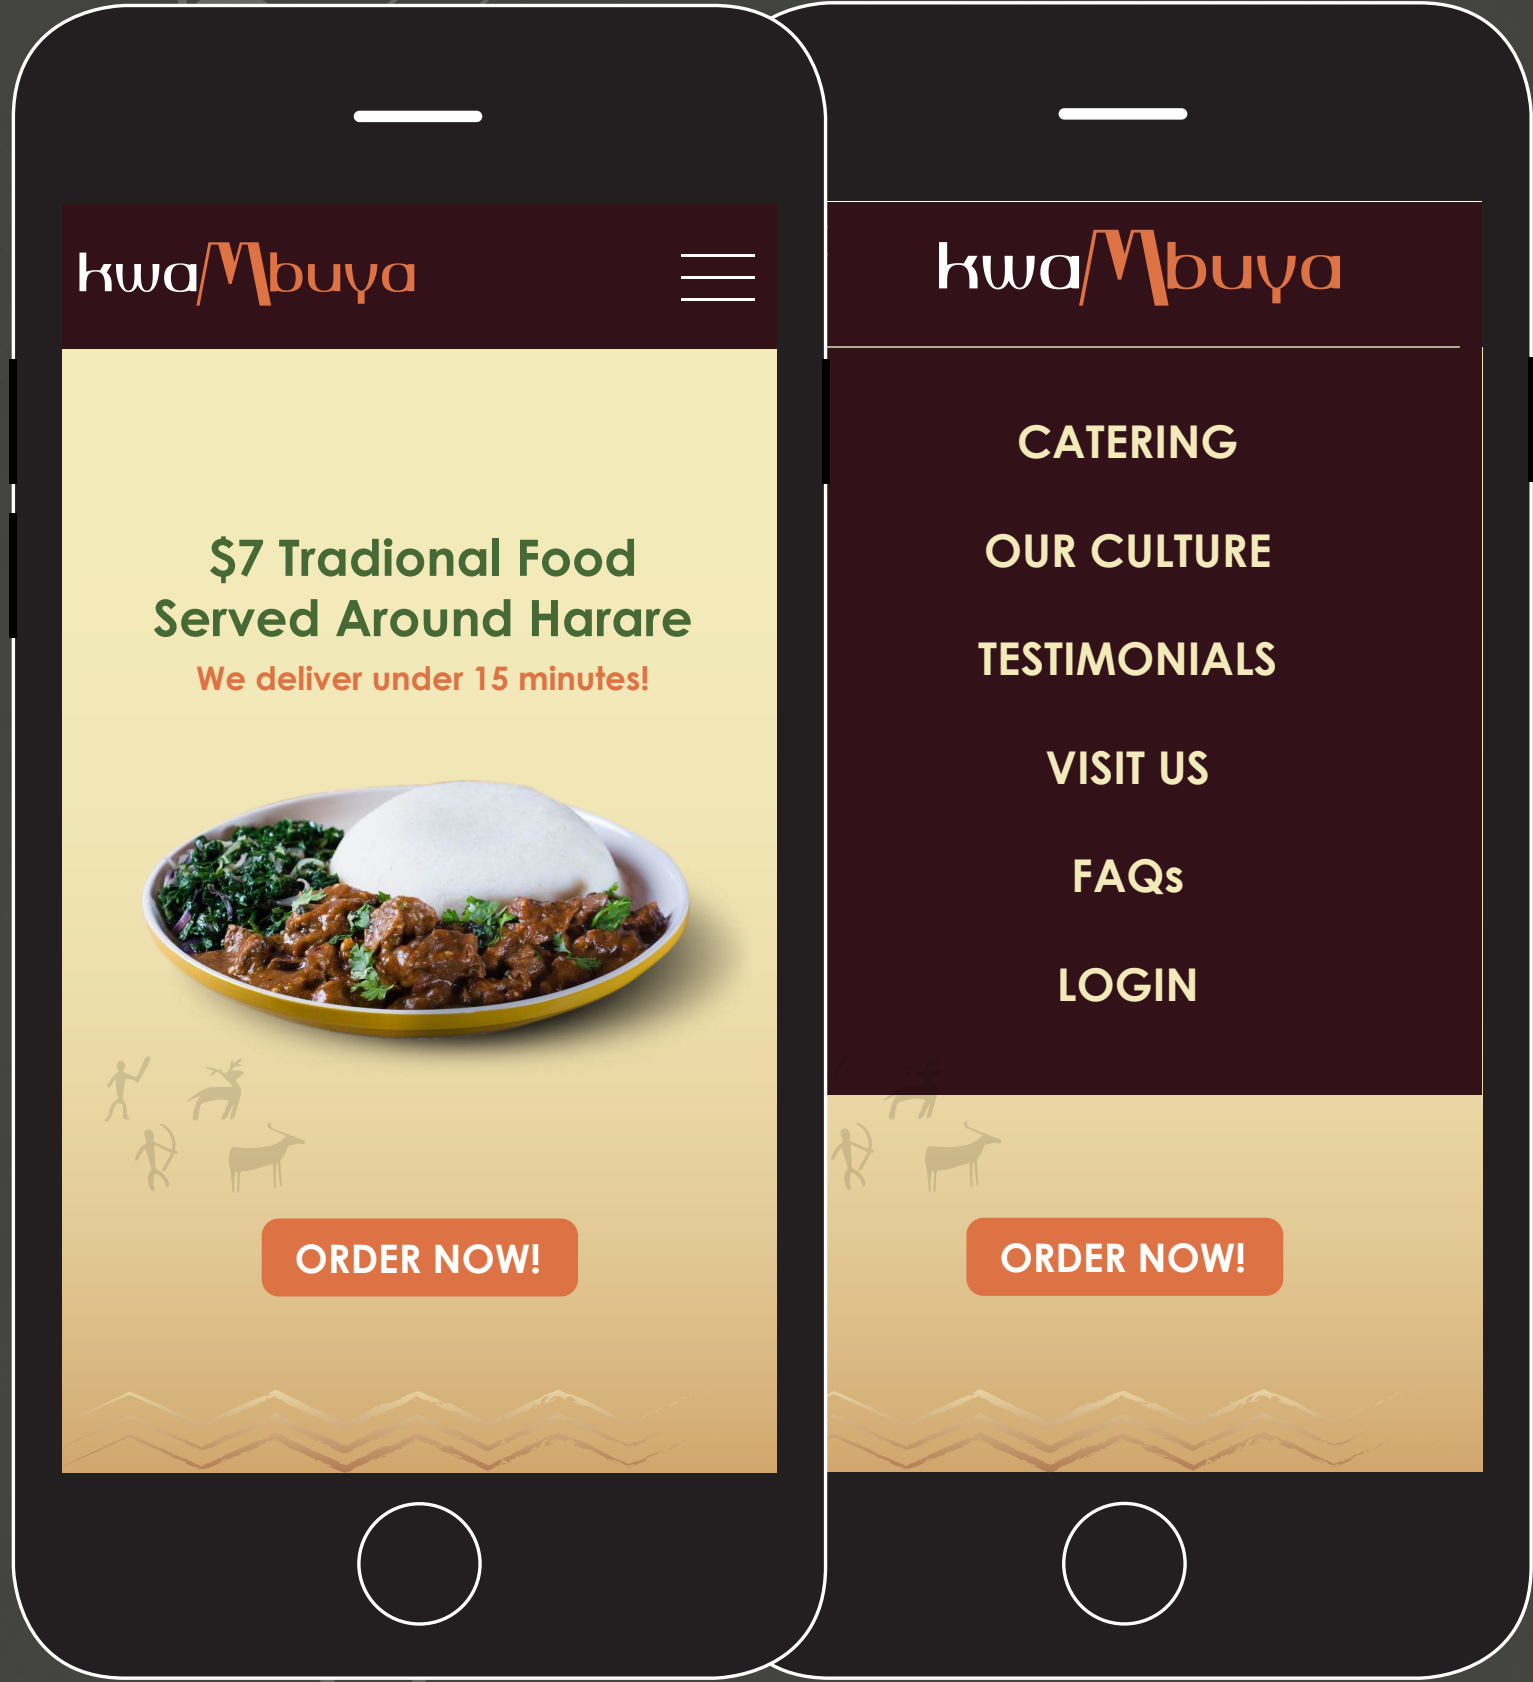 kwaMbuya
$7 Tradional Food
Served Around Harare
We deliver under 15 minutes!
ORDER NOW!
kwaMbuya
CATERING
OUR CULTURE
TESTIMONIALS
VISIT US
FAQs
LOGIN
ORDER NOW!